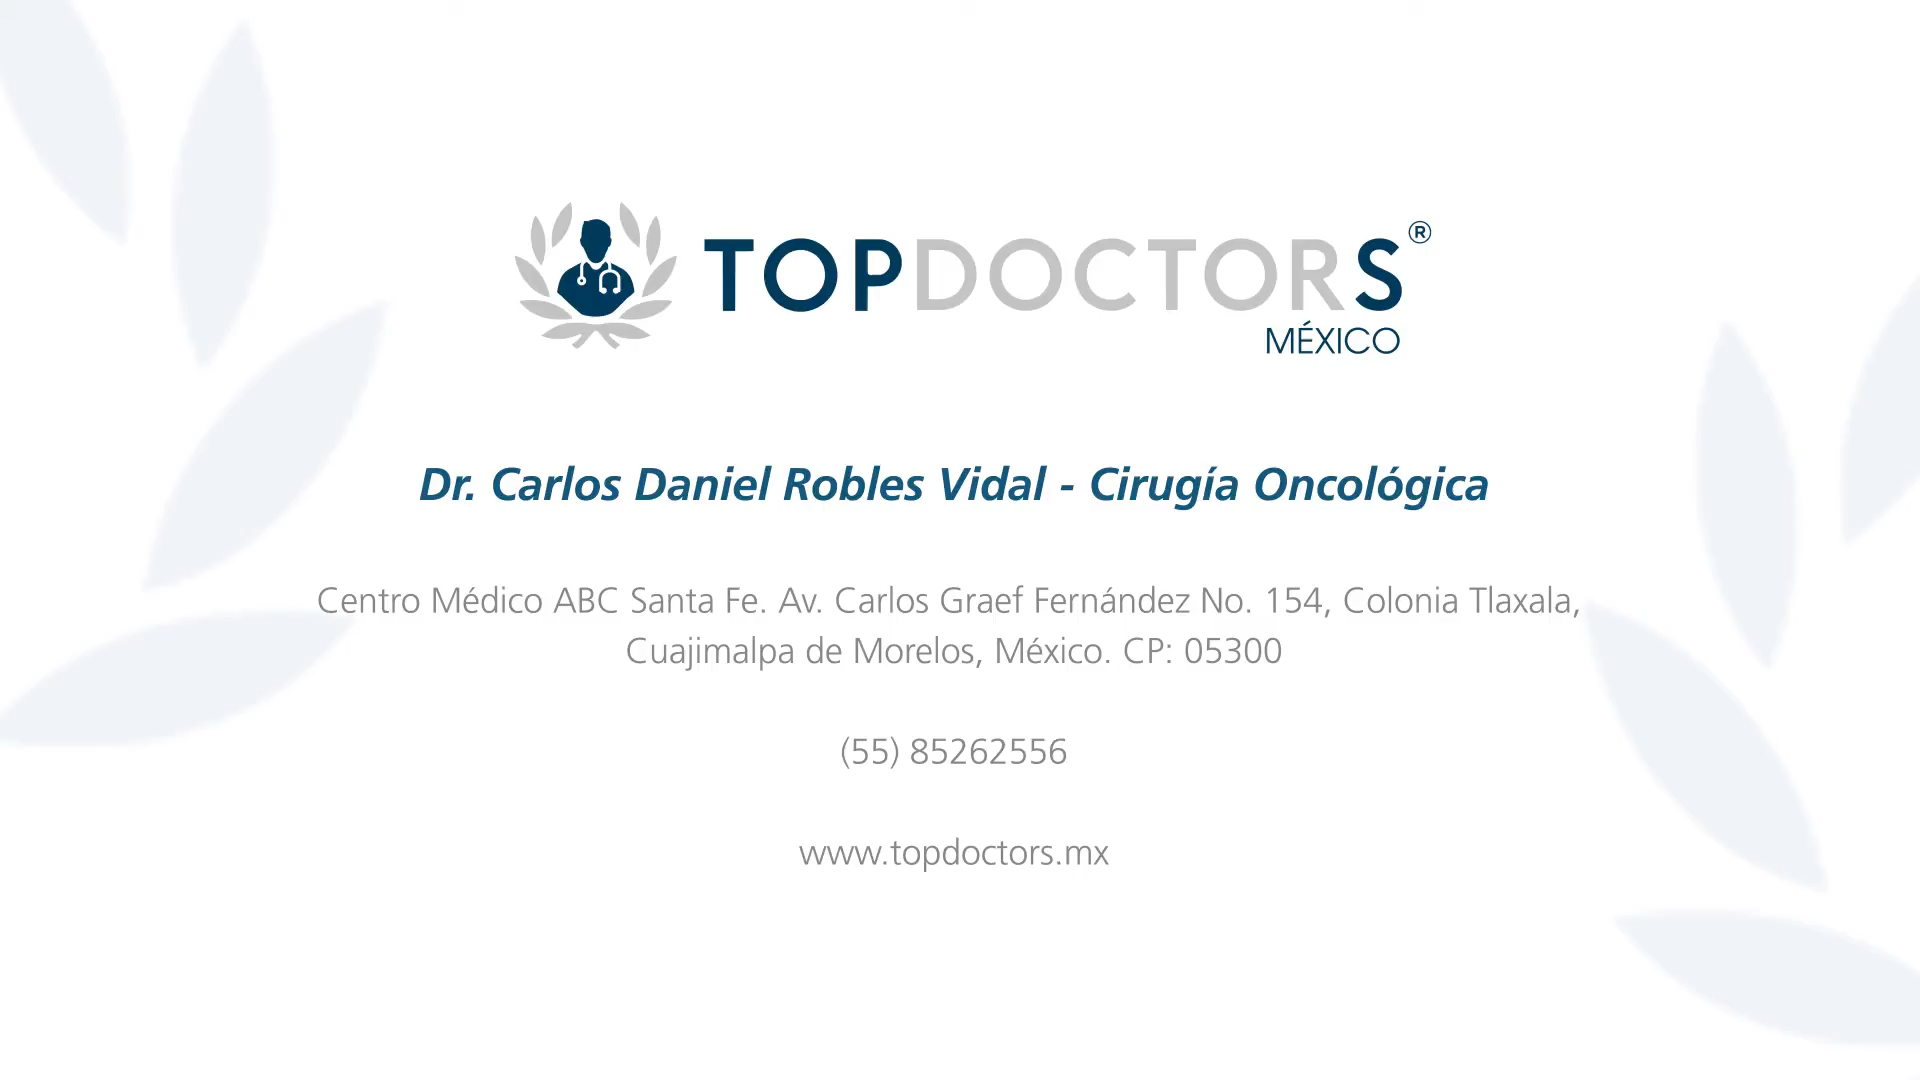 TOPDOCTORS®
MÉXICO
Dr. Carlos Daniel Robles Vidal - Cirugía Oncológica
Centro Médico ABC Santa Fe. Av. Carlos Graef Fernández No. 154, Colonia Tlaxala,
Cuajimalpa de Morelos, México. CP: 05300
(55) 85262556
www.topdoctors.mx